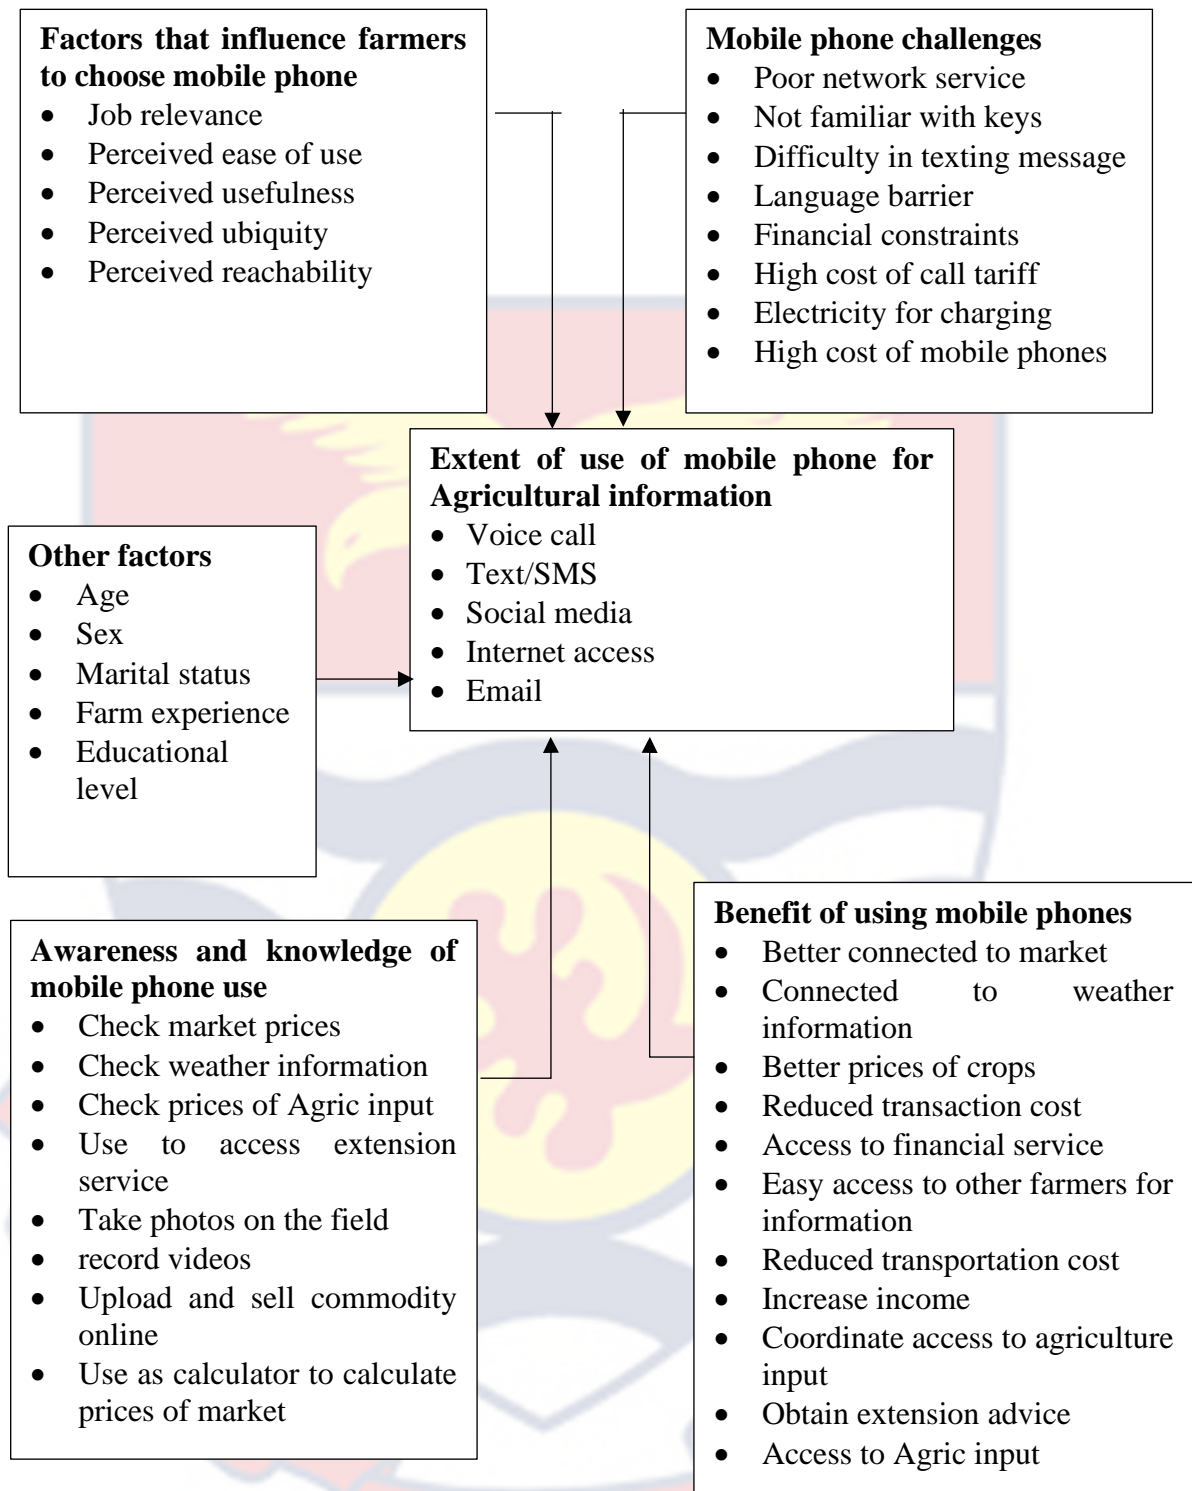 Factors that influence farmers
to choose mobile phone
• Job relevance
• Perceived ease of use
• Perceived usefulness
• Perceived ubiquity
• Perceived reachability
Mobile phone challenges
• Poor network service
• Not familiar with keys
• Difficulty in texting message
• Language barrier
• Financial constraints
• High cost of call tariff
• Electricity for charging
• High cost of mobile phones
Extent of use of mobile phone for
Agricultural information
• Voice call
• Text/SMS
• Social media
• Internet access
• Email
Other factors
• Age
• Sex
• Marital status
• Farm experience
• Educational
level
Awareness and knowledge of
mobile phone use
• Check market prices
• Check weather information
• Check prices of Agric input
• Use to access extension
service
• Take photos on the field
• record videos
• Upload and sell commodity
online
• Use as calculator to calculate
prices of market
Benefit of using mobile phones
• Better connected to market
• Connected to weather
information
• Better prices of crops
• Reduced transaction cost
• Access to financial service
• Easy access to other farmers for
information
• Reduced transportation cost
• Increase income
• Coordinate access to agriculture
input
• Obtain extension advice
• Access to Agric input